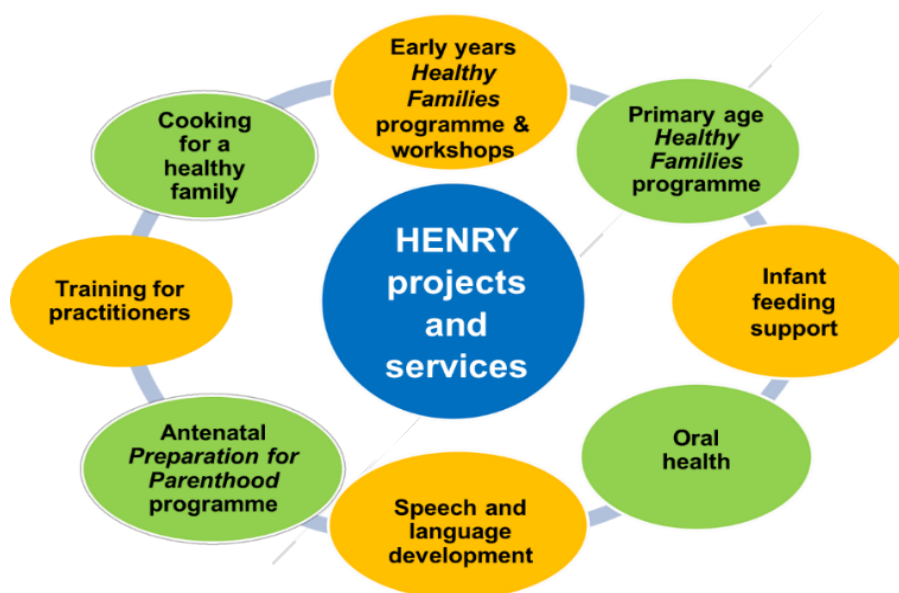 Early years
Healthy
Families
programme &
workshops
Primary age
Healthy
Families
programme
Infant
feeding
support
Oral
health
Speech and
language
development
Antenatal
Preparation for
Parenthood
programme
Training for
practitioners
Cooking
for a
healthy
family
HENRY
projects
and
services